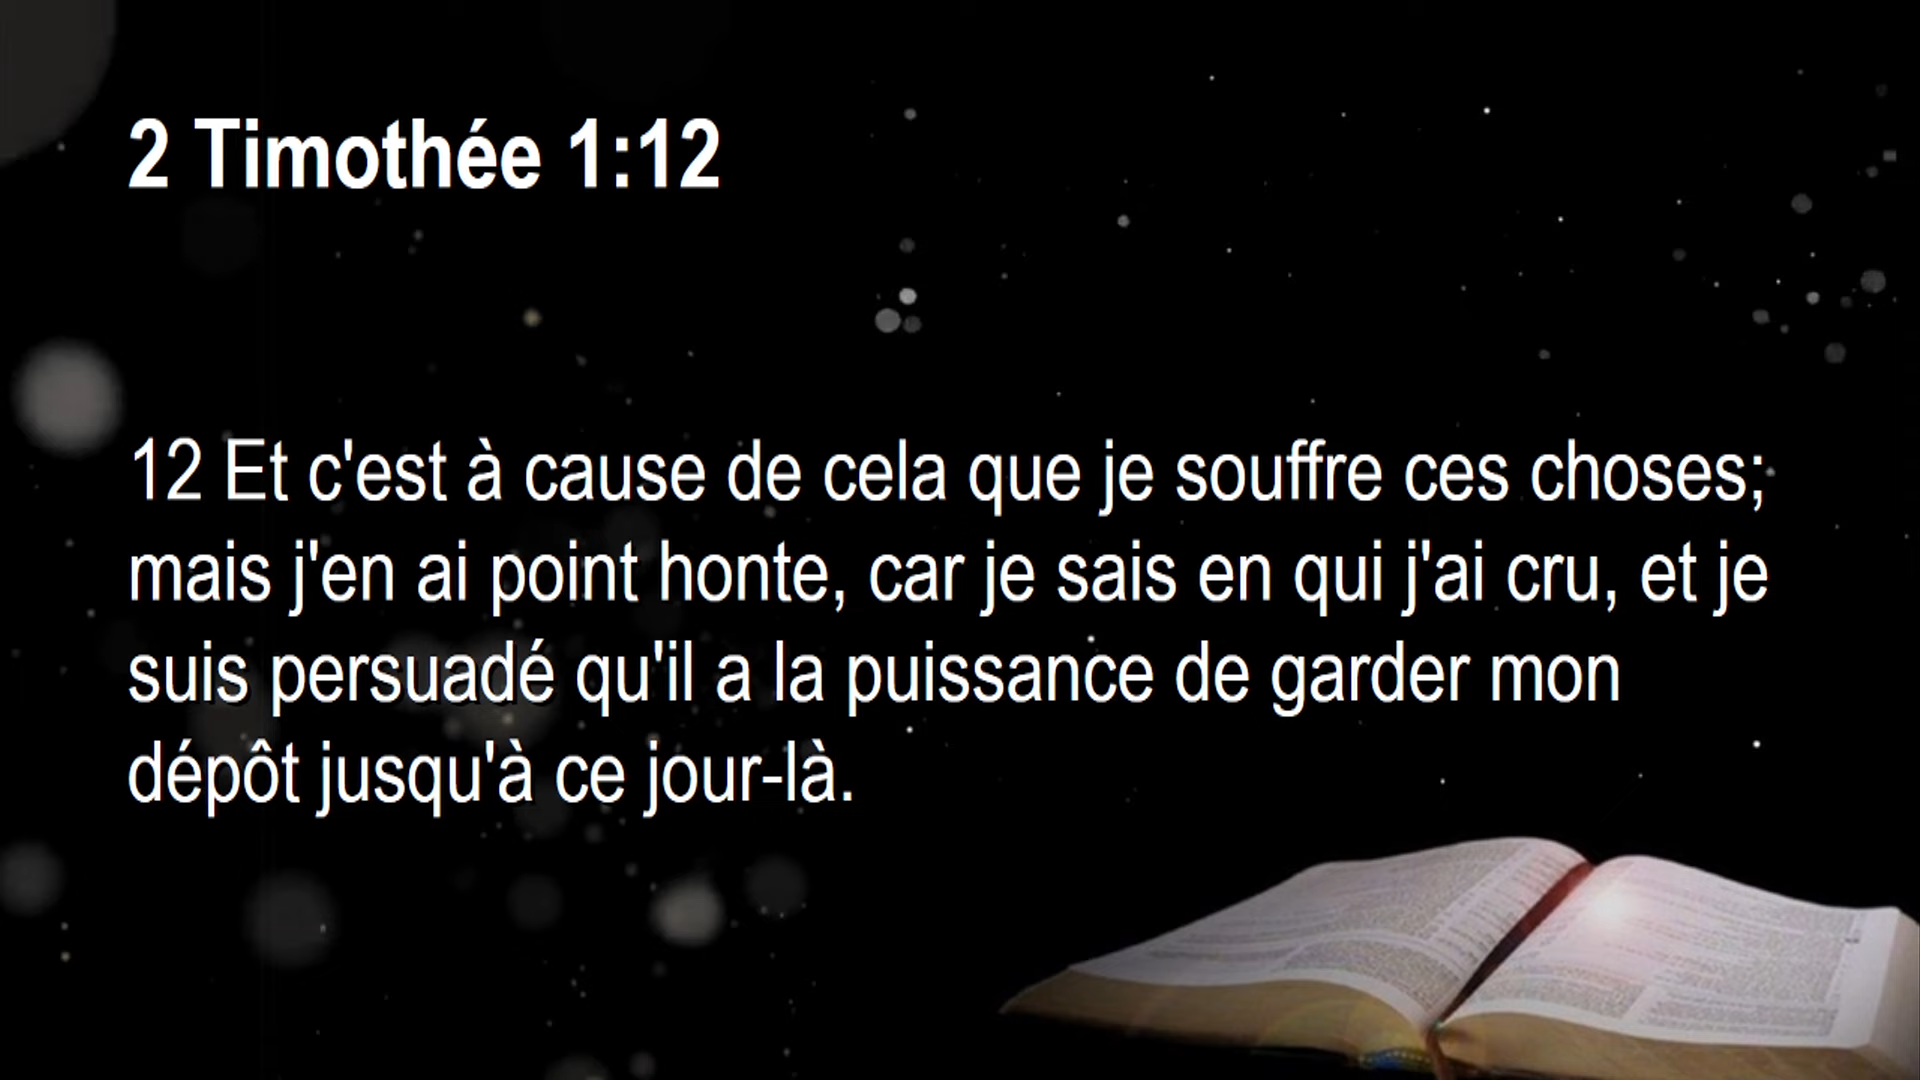 2 Timothée 1:12
12 Et c'est à cause de cela que je souffre ces choses;
mais j'en ai point honte, car je sais en qui j'ai cru, et je
suis persuadé qu'il a la puissance de garder mon
dépôt jusqu'à ce jour-là.